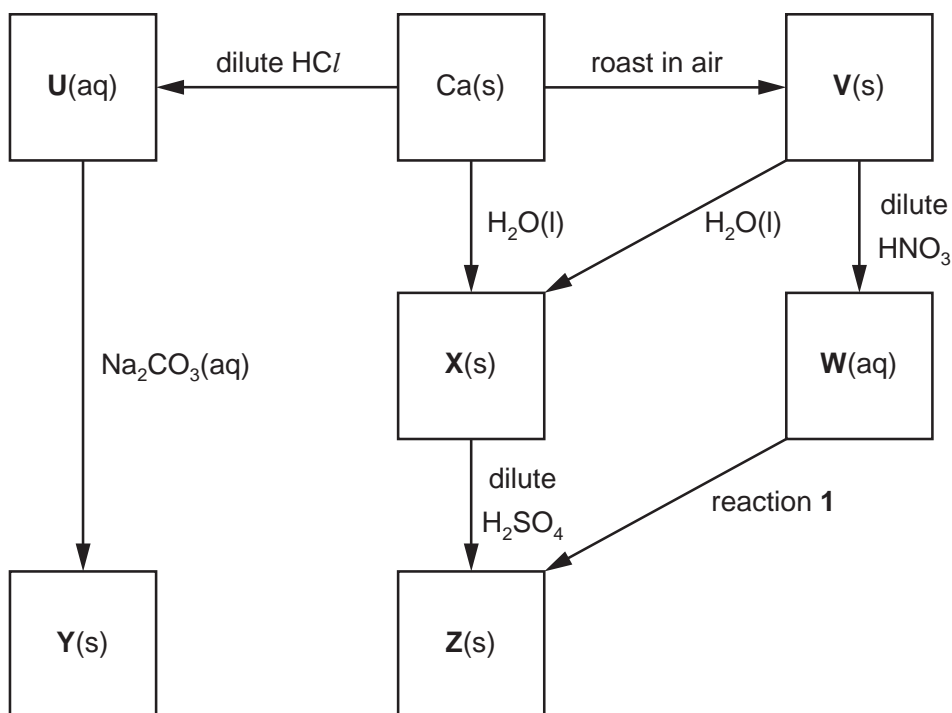 U(aq)
dilute HCl
Ca(s)
roast in air
V(s)
H₂O(l)
H₂O(l)
dilute
HNO₃
Na₂CO₃(aq)
X(s)
W(aq)
dilute
H₂SO₄
reaction 1
Y(s)
Z(s)